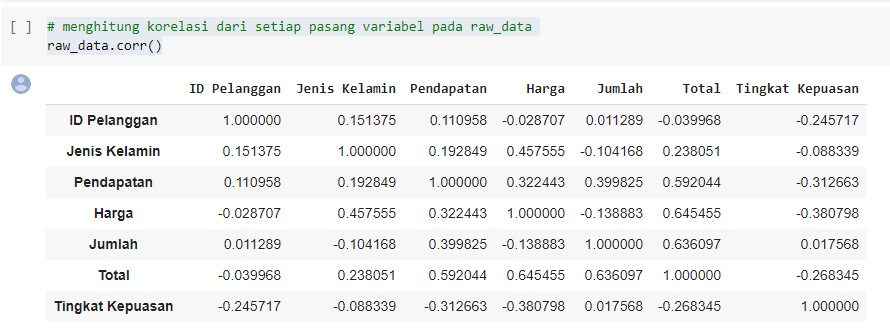 [ ] # menghitung korelasi dari setiap pasang variabel pada raw_data
raw_data.corr()
ID Pelanggan Jenis Kelamin Pendapatan Harga Jumlah Total Tingkat Kepuasan
ID Pelanggan 1.000000 0.151375 0.110958 -0.028707 0.011289 -0.039968 -0.245717
Jenis Kelamin 0.151375 1.000000 0.192849 0.457555 -0.104168 0.238051 -0.088339
Pendapatan 0.110958 0.192849 1.000000 0.322443 0.399825 0.592044 -0.312663
Harga -0.028707 0.457555 0.322443 1.000000 -0.138883 0.645455 -0.380798
Jumlah 0.011289 -0.104168 0.399825 -0.138883 1.000000 0.636097 0.017568
Total -0.039968 0.238051 0.592044 0.645455 0.636097 1.000000 -0.268345
Tingkat Kepuasan -0.245717 -0.088339 -0.312663 -0.380798 0.017568 -0.268345 1.000000